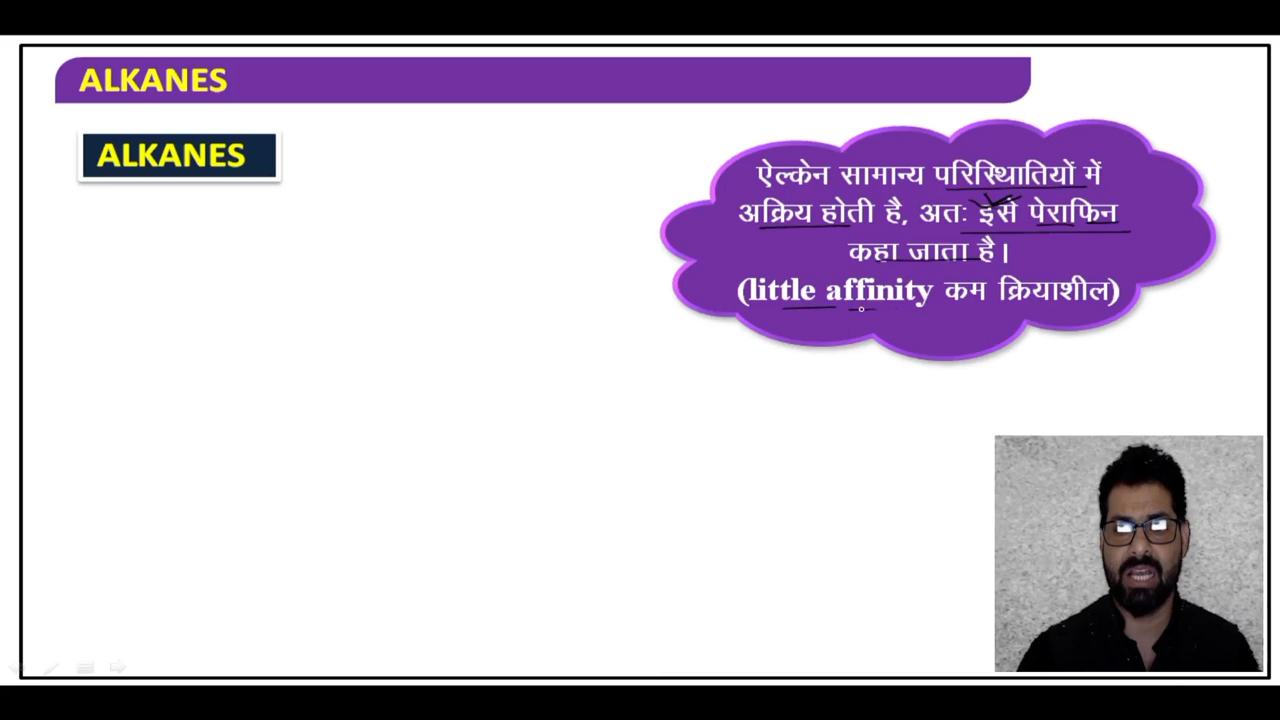 ALKANES
ALKANES
ऐल्केन सामान्य परिस्थितियों में
अक्रिय होती है, अतः इसे पेराफिन
कहा जाता है।
(little affinity कम क्रियाशील)